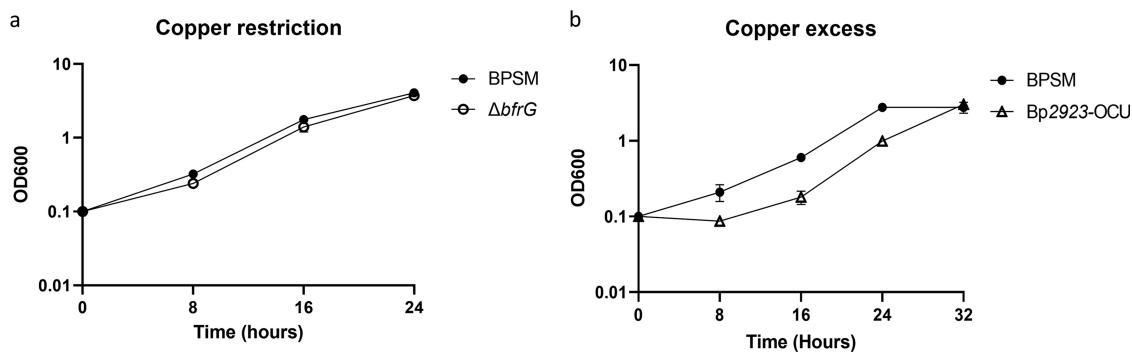 a
Copper restriction
10
1
0.1
0.01
OD600
0
8
16
24
Time (hours)
BPSM
ΔbfrG
b
Copper excess
10
1
0.1
0.01
OD600
0
8
16
24
32
Time (Hours)
BPSM
Bp2923-OCU